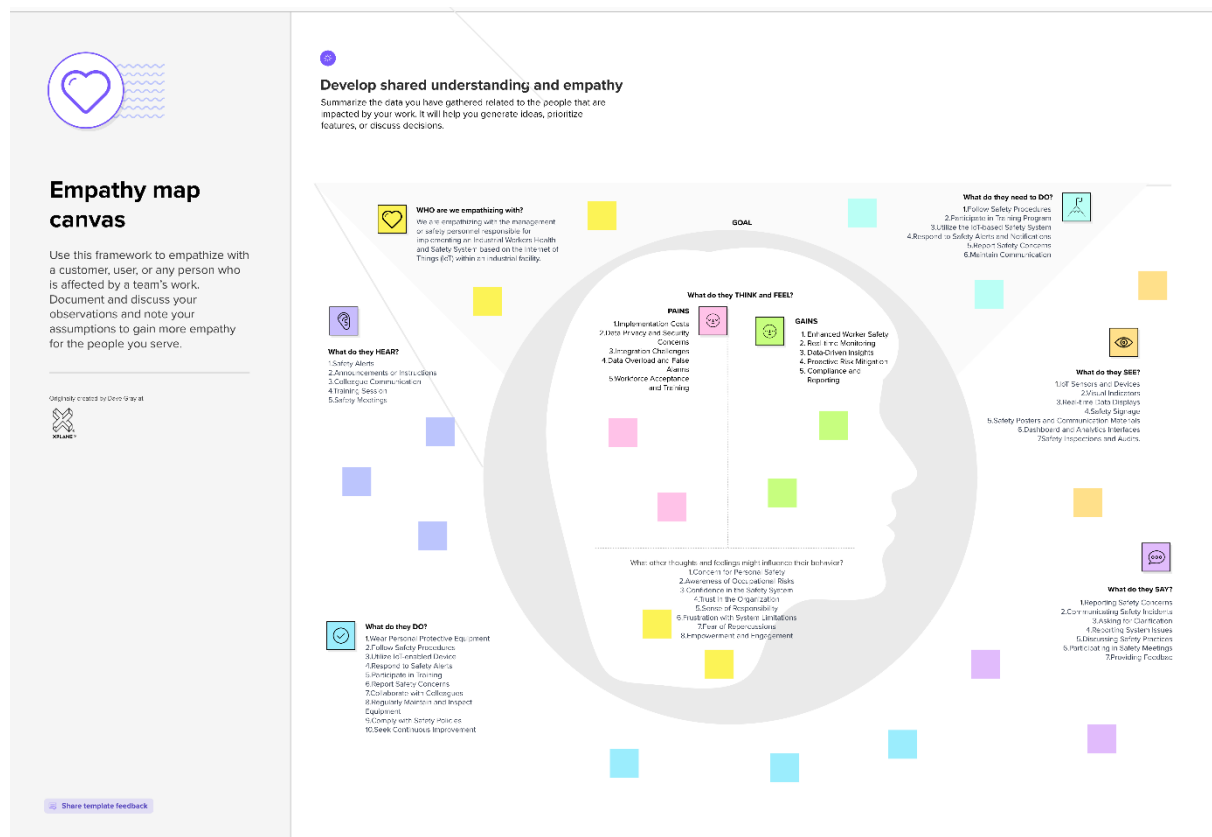 Empathy map
canvas
Use this framework to empathize with
a customer, user, or any person who
is affected by a team's work.
Document and discuss your
observations and note your
assumptions to gain more empathy
for the people you serve.
Originally created by Dave Gray at
XPLANE
Share template feedback
Develop shared understanding and empathy
Summarize the data you have gathered related to the people that are
impacted by your work. It will help you generate ideas, prioritize
features, or discuss decisions.
WHO are we empathizing with?
We are empathizing with the management
or safety personnel responsible for
implementing an Industrial Workers Health
and Safety System based on the Internet of
Things (IoT) within an industrial facility.
GOAL
What do they need to DO?
1.Follow Safety Procedures
2.Participate in Training Program
3.Utilize the IoT-based Safety System
4.Respond to Safety Alerts and Notifications
5.Report Safety Concerns
6.Maintain Communication
What do they HEAR?
1.Safety Alerts
2.Announcements or Instructions
3.Colleague Communication
4.Training Session
5.Safety Meetings
What do they THINK and FEEL?
PAINS
1.Implementation Costs
2.Data Privacy and Security
Concerns
3.Integration Challenges
4.Data Overload and False
Alarms
5.Workforce Acceptance
and Training
GAINS
1. Enhanced Worker Safety
2. Real-time Monitoring
3. Data-Driven Insights
4. Proactive Risk Mitigation
5. Compliance and
Reporting
What do they SEE?
1.IoT Sensors and Devices
2.Visual Indicators
3.Real-time Data Displays
4.Safety Signage
5.Safety Posters and Communication Materials
6.Dashboard and Analytics Interfaces
7.Safety Inspections and Audits.
What other thoughts and feelings might influence their behavior?
1.Concern for Personal Safety
2.Awareness of Occupational Risks
3.Confidence in the Safety System
4.Trust in the Organization
5.Sense of Responsibility
6.Frustration with System Limitations
7.Fear of Repercussions
8.Empowerment and Engagement
What do they SAY?
1.Reporting Safety Concerns
2.Communicating Safety Incidents
3.Asking for Clarification
4.Reporting System Issues
5.Discussing Safety Practices
6.Participating in Safety Meetings
7.Providing Feedbac
What do they DO?
1.Wear Personal Protective Equipment
2.Follow Safety Procedures
3.Utilize IoT-enabled Device
4.Respond to Safety Alerts
5.Participate in Training
6.Report Safety Concerns
7.Collaborate with Colleagues
8.Regularly Maintain and Inspect
Equipment
9.Comply with Safety Policies
10.Seek Continuous Improvement